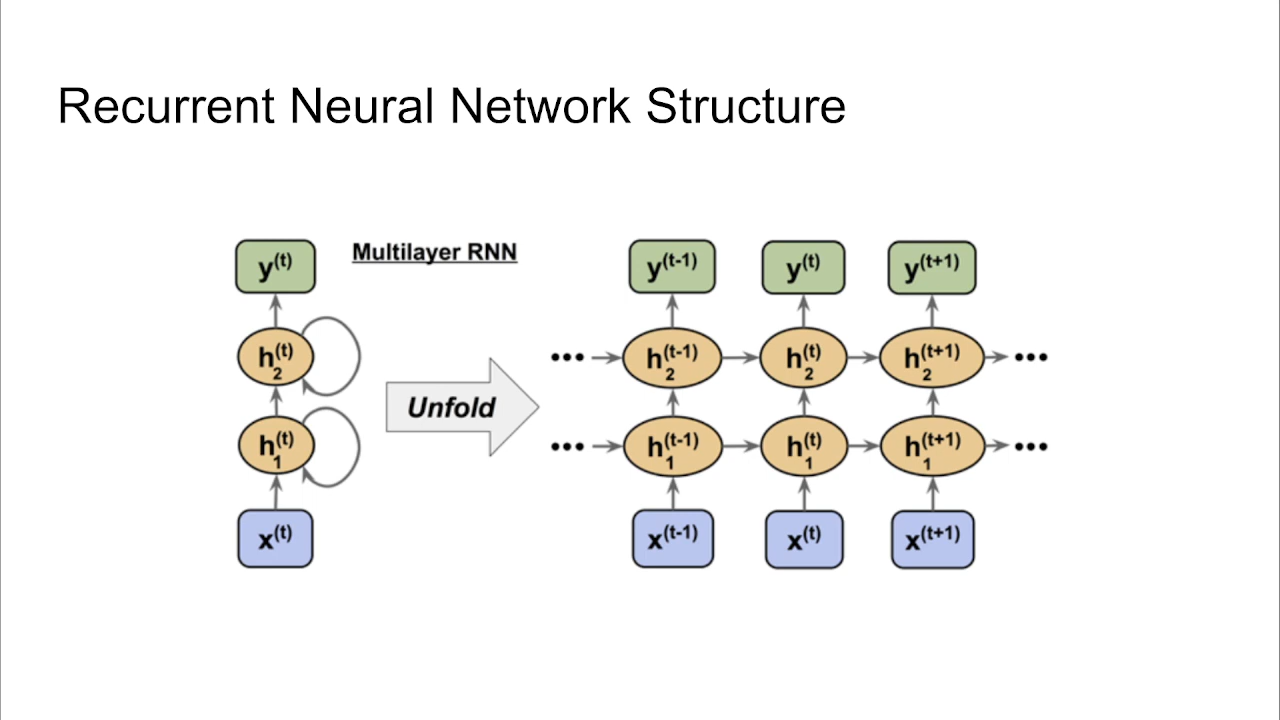 Recurrent Neural Network Structure
Multilayer RNN
y(t)
h2(t)
h1(t)
x(t)
Unfold
y(t-1) y(t) y(t+1)
••• h2(t-1) h2(t) h2(t+1) •••
••• h1(t-1) h1(t) h1(t+1) •••
x(t-1) x(t) x(t+1)